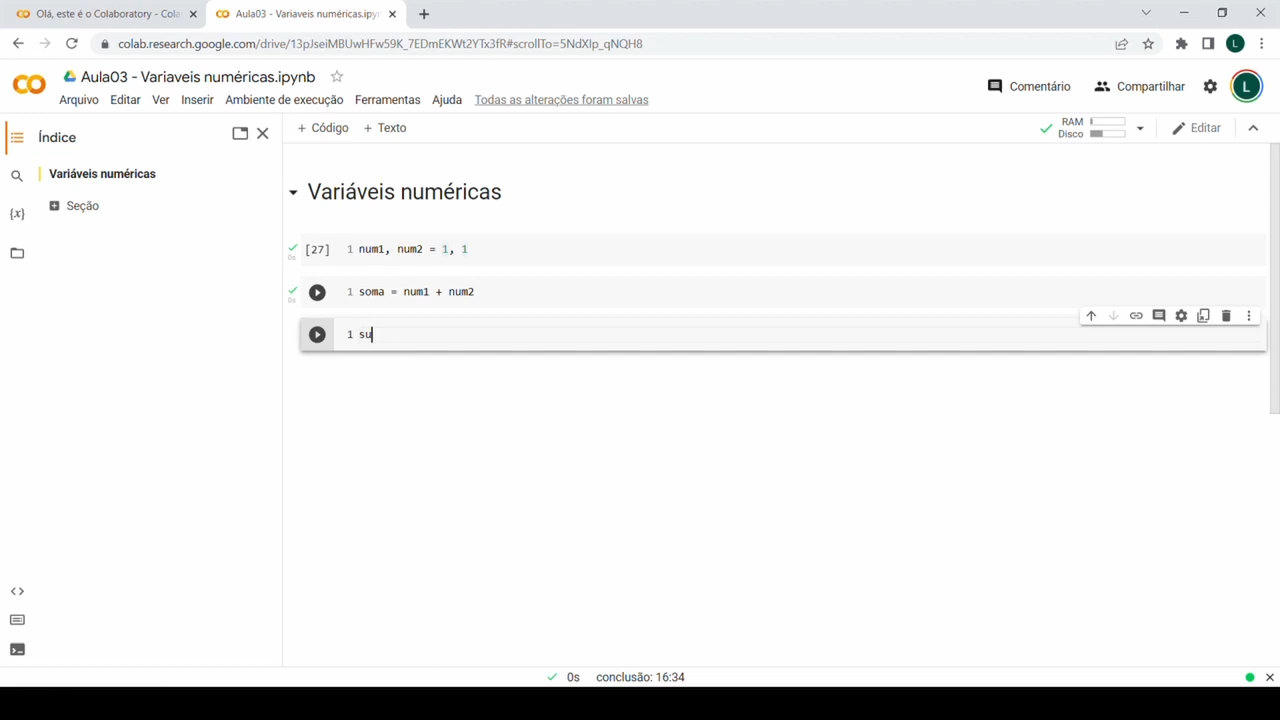 Olá, este é o Colaboratory - Cola
Aula03 - Variaveis numéricas.ipyn
colab.research.google.com/drive/13pJseiMBUwHFw59K_7EDmEKWt2YTx3fR#scrollTo=5NdXIp_qNQH8
L
Aula03 - Variaveis numéricas.ipynb
Comentário
Compartilhar
L
Arquivo Editar Ver Inserir Ambiente de execução Ferramentas Ajuda Todas as alterações foram salvas
Índice
+ Código + Texto
RAM
Disco
Editar
Variáveis numéricas
Seção
{x}
Variáveis numéricas
0s
[27] 1 num1, num2 = 1, 1
0s
1 soma = num1 + num2
1 su
0s conclusão: 16:34